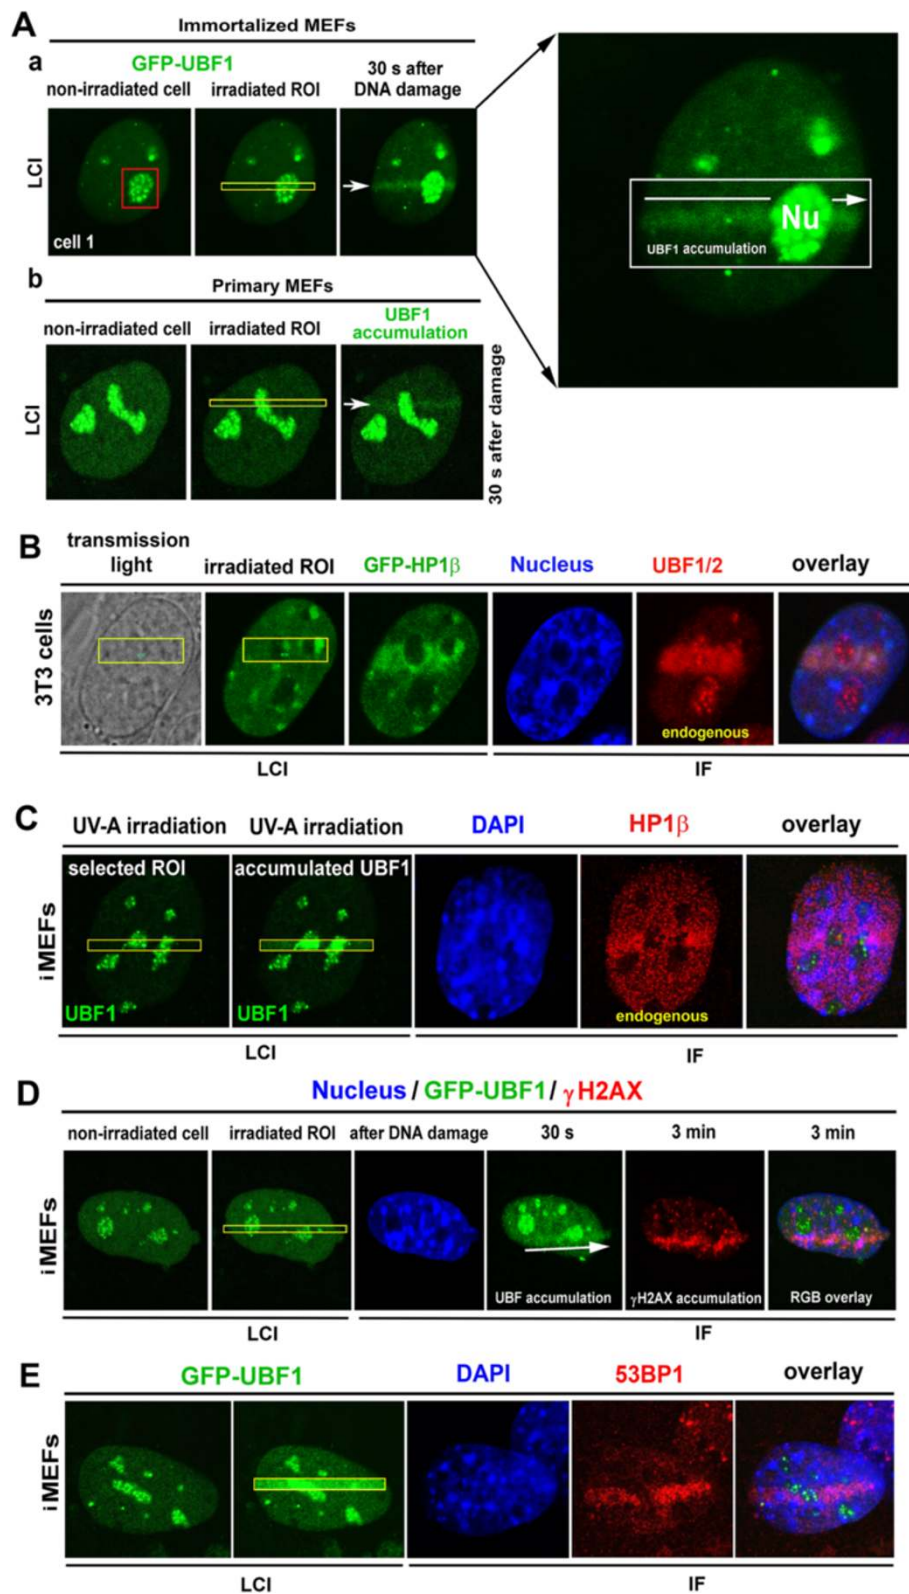 A
Immortalized MEFs
a
GFP-UBF1
non-irradiated cell
irradiated ROI
30 s after
DNA damage
LCI
cell 1
Nu
UBF1 accumulation
b
Primary MEFs
non-irradiated cell
irradiated ROI
UBF1
accumulation
LCI
30 s after damage
B
transmission
light
irradiated ROI
GFP-HP1β
Nucleus
UBF1/2
overlay
3T3 cells
endogenous
LCI
IF
C
UV-A irradiation
UV-A irradiation
DAPI
HP1β
overlay
iMEFs
selected ROI
accumulated UBF1
UBF1
UBF1
endogenous
LCI
IF
D
Nucleus / GFP-UBF1 / γH2AX
non-irradiated cell
irradiated ROI
after DNA damage
30 s
3 min
3 min
iMEFs
UBF accumulation
γH2AX accumulation
RGB overlay
LCI
IF
E
GFP-UBF1
DAPI
53BP1
overlay
iMEFs
LCI
IF